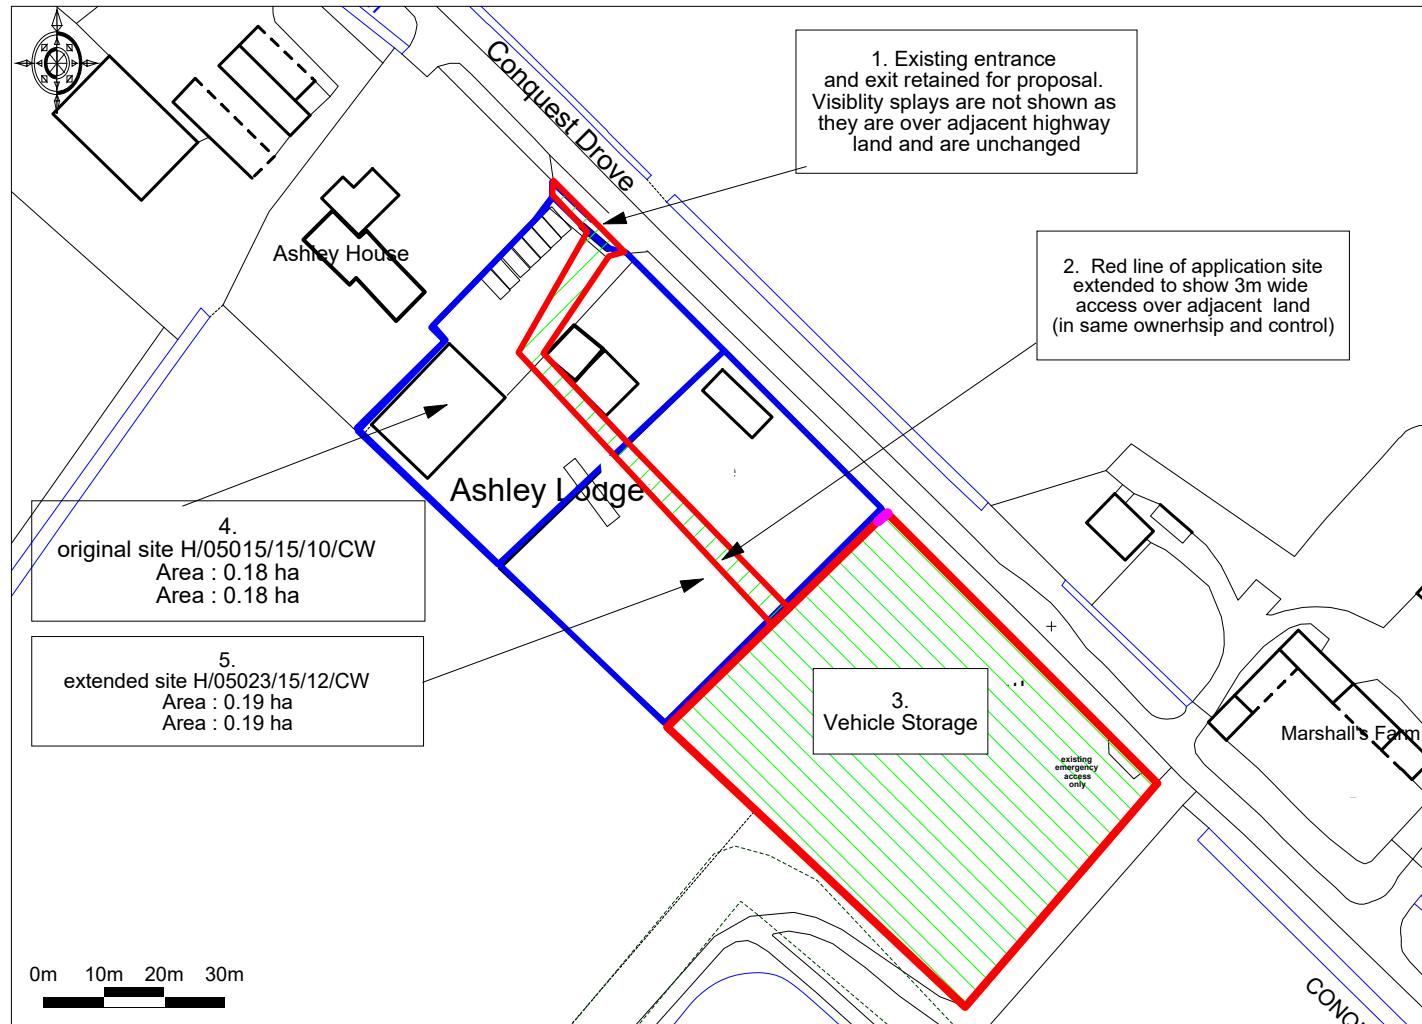 Conquest Drove
1. Existing entrance
and exit retained for proposal.
Visiblity splays are not shown as
they are over adjacent highway
land and are unchanged
Ashley House
2. Red line of application site
extended to show 3m wide
access over adjacent land
(in same ownerhsip and control)
Ashley Lodge
4.
original site H/05015/15/10/CW
Area : 0.18 ha
Area : 0.18 ha
5.
extended site H/05023/15/12/CW
Area : 0.19 ha
Area : 0.19 ha
3.
Vehicle Storage
existing
emergency
access
only
Marshall's Farm
0m 10m 20m 30m